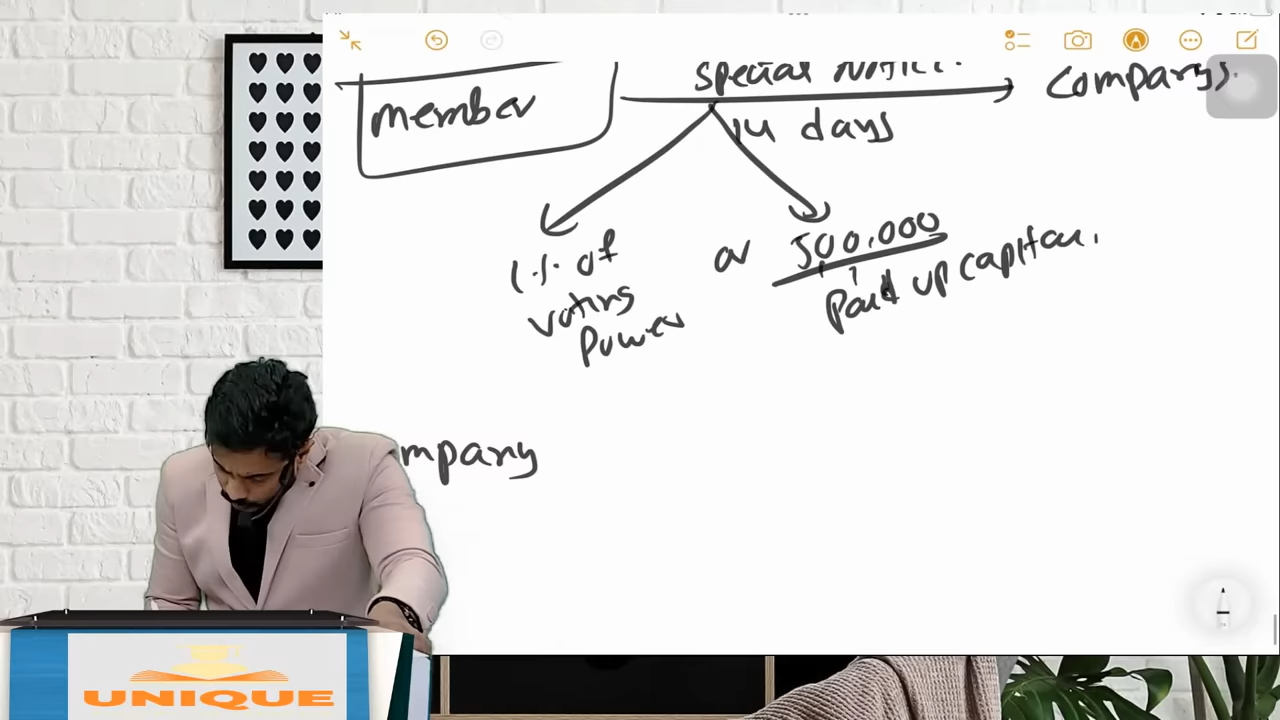 special Notice.
member
company
14 days
1% of
voting
power
or 500,000
paid up capital.
mpany
UNIQUE